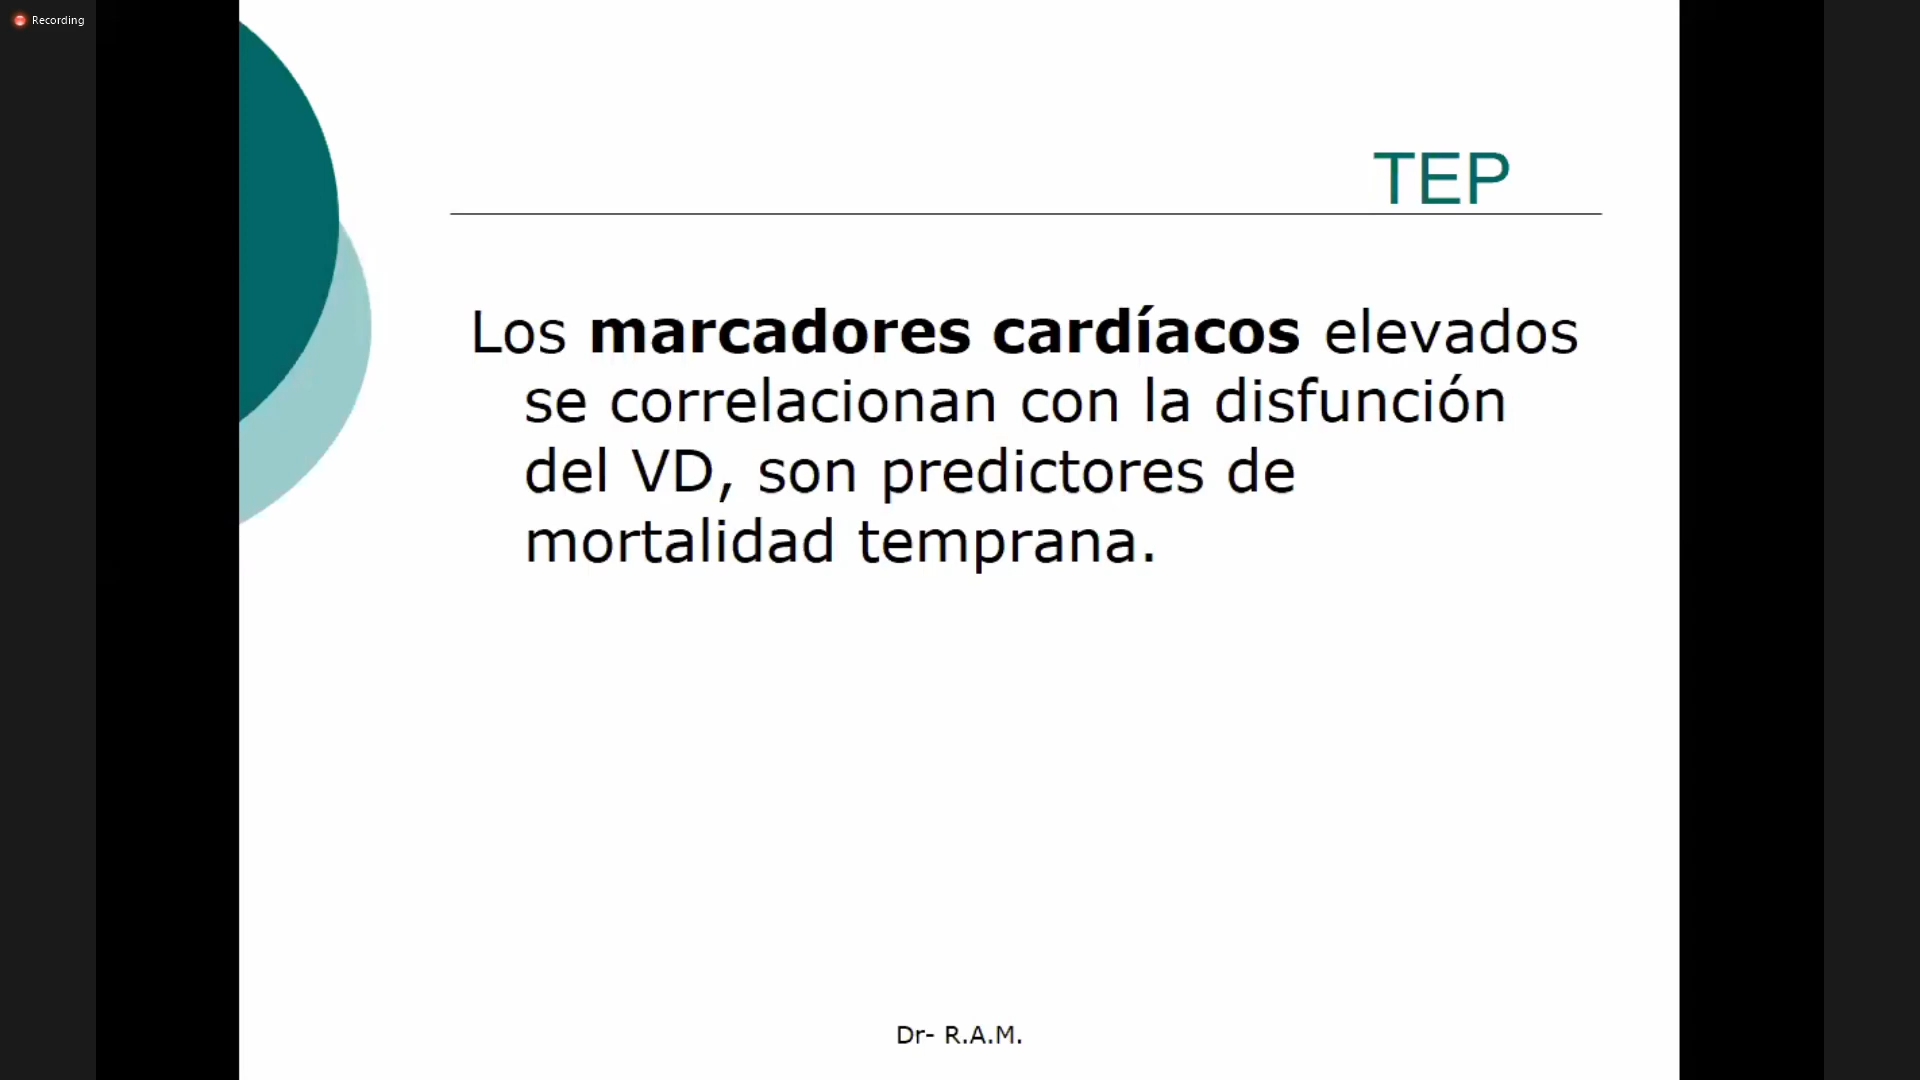 Recording
TEP
Los marcadores cardíacos elevados
se correlacionan con la disfunción
del VD, son predictores de
mortalidad temprana.
Dr- R.A.M.